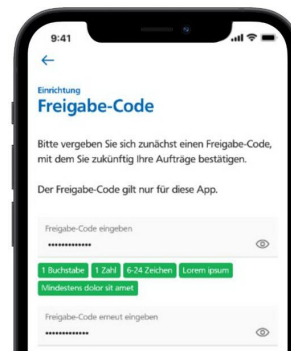 9:41
Einrichtung
Freigabe-Code
Bitte vergeben Sie sich zunächst einen Freigabe-Code,
mit dem Sie zukünftig Ihre Aufträge bestätigen.
Der Freigabe-Code gilt nur für diese App.
Freigabe-Code eingeben
•••••••••••••
1 Buchstabe 1 Zahl 6-24 Zeichen Lorem ipsum
Mindestens dolor sit amet
Freigabe-Code erneut eingeben
•••••••••••••